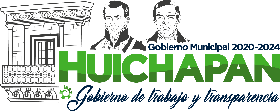 Gobierno Municipal 2020-2024
HUICHAPAN
Gobierno de trabajo y transparencia